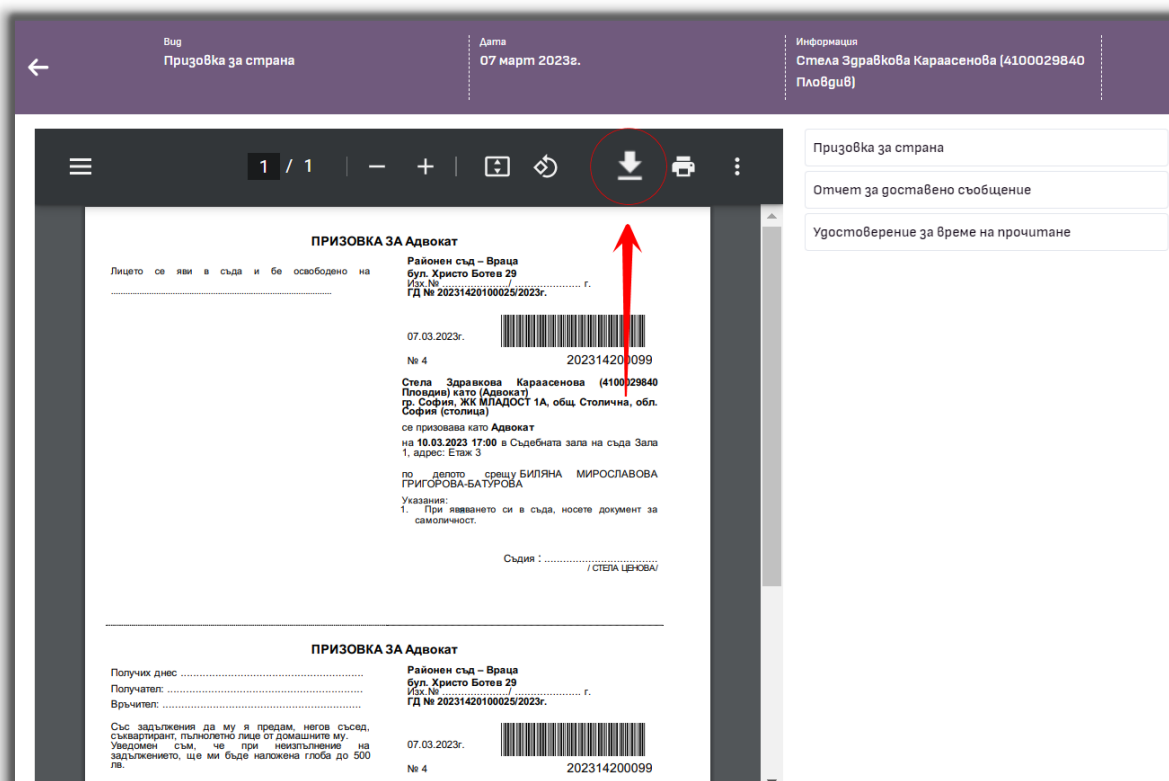 Вид
Призовка за страна
Дата
07 март 2023г.
Информация
Стела Здравкова Караасенова (4100029840
Пловдив)
1 / 1
Призовка за страна
Отчет за доставено съобщение
Удостоверение за време на прочитане
ПРИЗОВКА ЗА Адвокат
Лицето се яви в съда и бе освободено на
Районен съд – Враца
бул. Христо Ботев 29
Изх.№ ....................../ ..................... г.
ГД № 20231420100025/2023г.
07.03.2023г.
№ 4 202314200099
Стела Здравкова Караасенова (4100029840
Пловдив) като (Адвокат)
гр. София, ЖК МЛАДОСТ 1А, общ. Столична, обл.
София (столица)
се призовава като Адвокат
на 10.03.2023 17:00 в Съдебната зала на съда Зала
1, адрес: Етаж 3
по делото срещу БИЛЯНА МИРОСЛАВОВА
ГРИГОРОВА-БАТУРОВА
Указания:
1. При явяването си в съда, носете документ за
самоличност.
Съдия : ....................................
/ СТЕЛА ЦЕНОВА/
ПРИЗОВКА ЗА Адвокат
Получих днес ..........................................................
Получател: ..............................................................
Връчител: ...............................................................
Със задължения да му я предам, негов съсед,
съквартирант, пълнолетно лице от домашните му.
Уведомен съм, че при неизпълнение на
задължението, ще ми бъде наложена глоба до 500
лв.
Районен съд – Враца
бул. Христо Ботев 29
Изх.№ ....................../ ..................... г.
ГД № 20231420100025/2023г.
07.03.2023г.
№ 4 202314200099